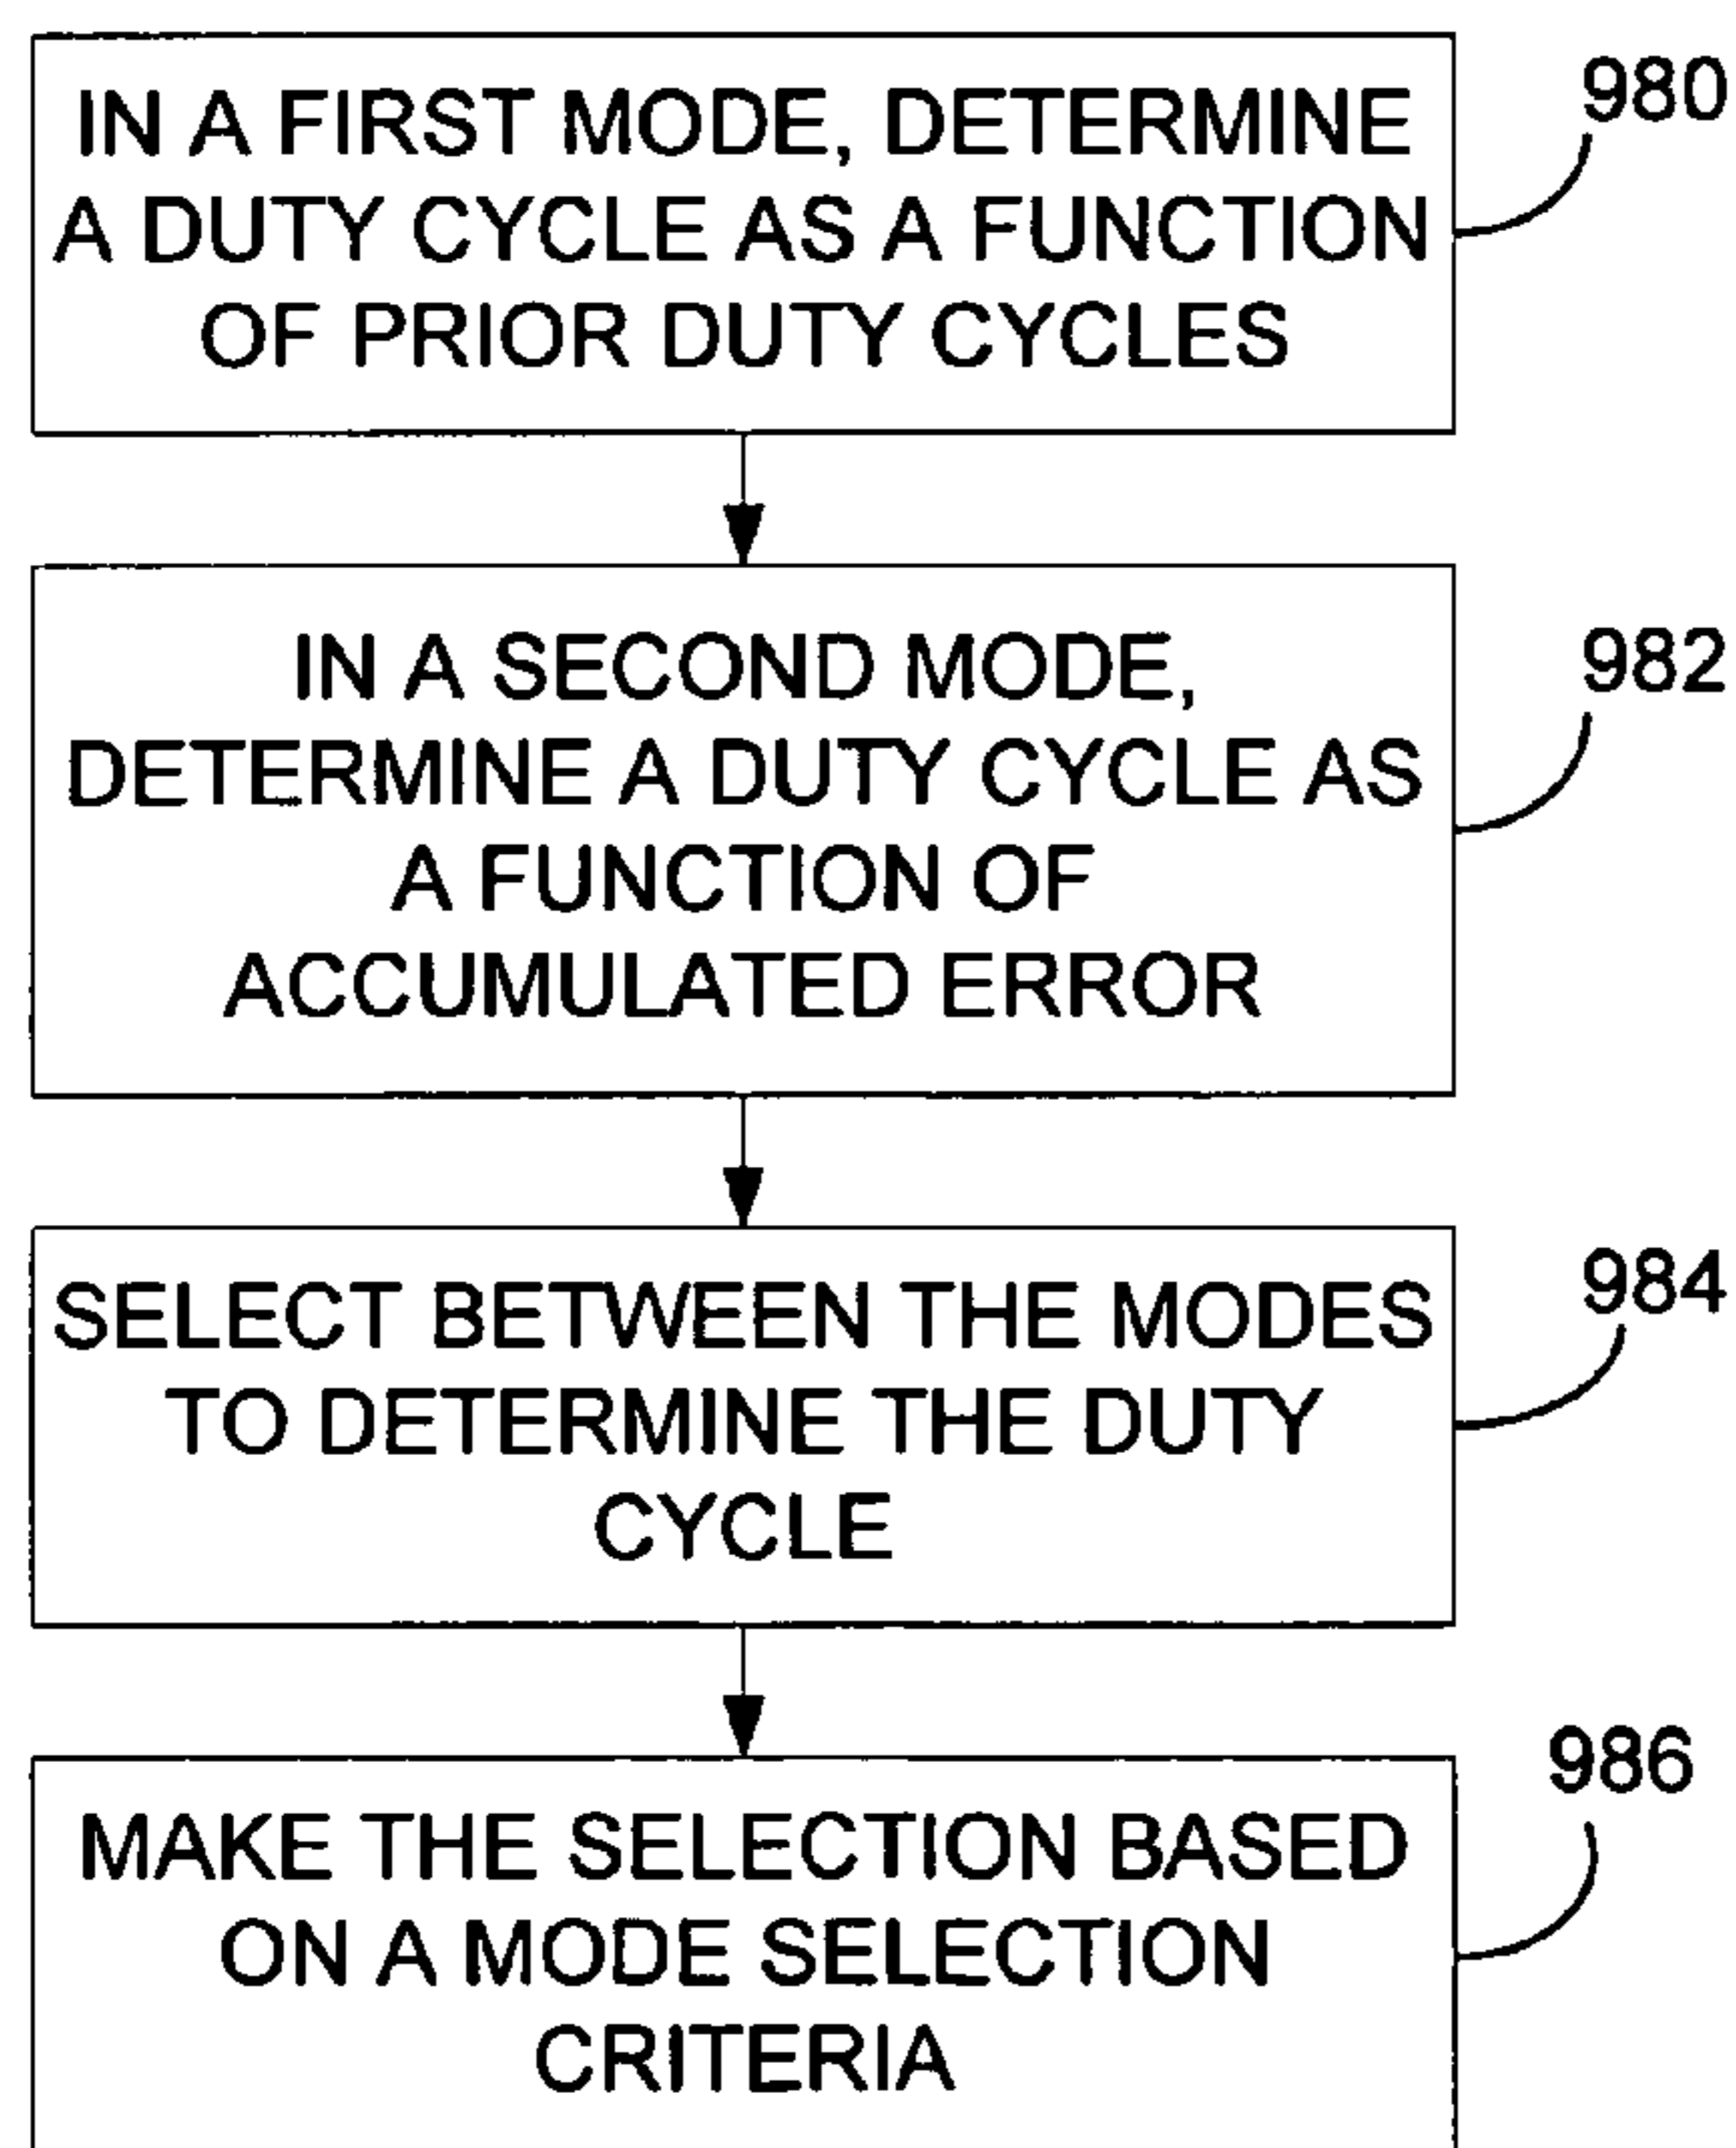 IN A FIRST MODE, DETERMINE
A DUTY CYCLE AS A FUNCTION
OF PRIOR DUTY CYCLES
980
IN A SECOND MODE,
DETERMINE A DUTY CYCLE AS
A FUNCTION OF
ACCUMULATED ERROR
982
SELECT BETWEEN THE MODES
TO DETERMINE THE DUTY
CYCLE
984
MAKE THE SELECTION BASED
ON A MODE SELECTION
CRITERIA
986